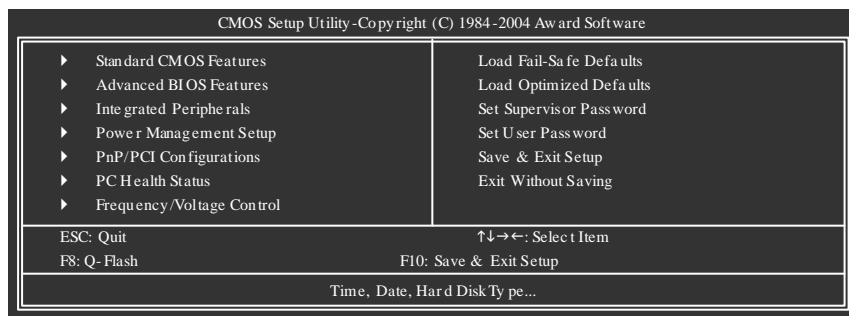 CMOS Setup Utility-Copyright (C) 1984-2004 Award Software
Standard CMOS Features
Advanced BIOS Features
Integrated Peripherals
Power Management Setup
PnP/PCI Configurations
PC Health Status
Frequency/Voltage Control
Load Fail-Safe Defaults
Load Optimized Defaults
Set Supervisor Password
Set User Password
Save & Exit Setup
Exit Without Saving
ESC: Quit ↑↓→←: Select Item
F8: Q-Flash F10: Save & Exit Setup
Time, Date, Hard Disk Type...